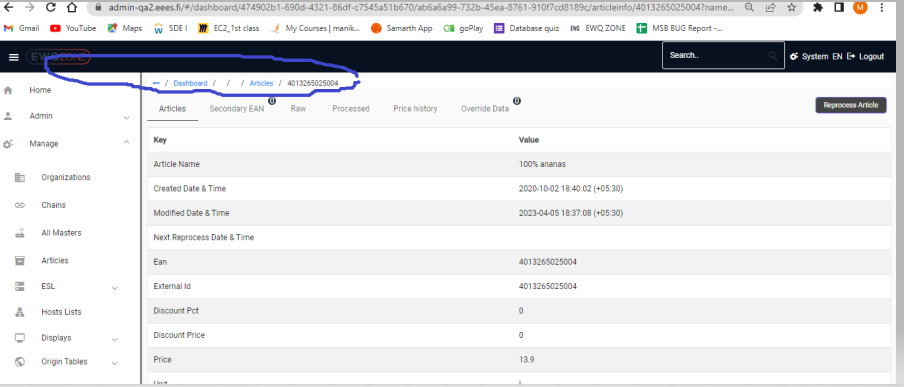 admin-qa2.eees.fi/#/dashboard/474902b1-690d-4321-86df-c7545a51b670/ab6a6a99-732b-45ea-8761-910f7cd8189c/articleinfo/4013265025004?name...
M
Gmail YouTube Maps SDE I EC2_1st class My Courses | manik... Samarth App goPlay Database quiz EWQ ZONE MSB BUG Report -...
EWQ ZONE Search.. System EN Logout
← / Dashboard / / / Articles / 4013265025004
Home
Admin
Manage
Organizations
Chains
All Masters
Articles
ESL
Hosts Lists
Displays
Origin Tables
Articles Secondary EAN 0 Raw Processed Price history Override Data 0 Reprocess Article
Key Value
Article Name 100% ananas
Created Date & Time 2020-10-02 18:40:02 (+05:30)
Modified Date & Time 2023-04-05 18:37:08 (+05:30)
Next Reprocess Date & Time
Ean 4013265025004
External Id 4013265025004
Discount Pct 0
Discount Price 0
Price 13.9